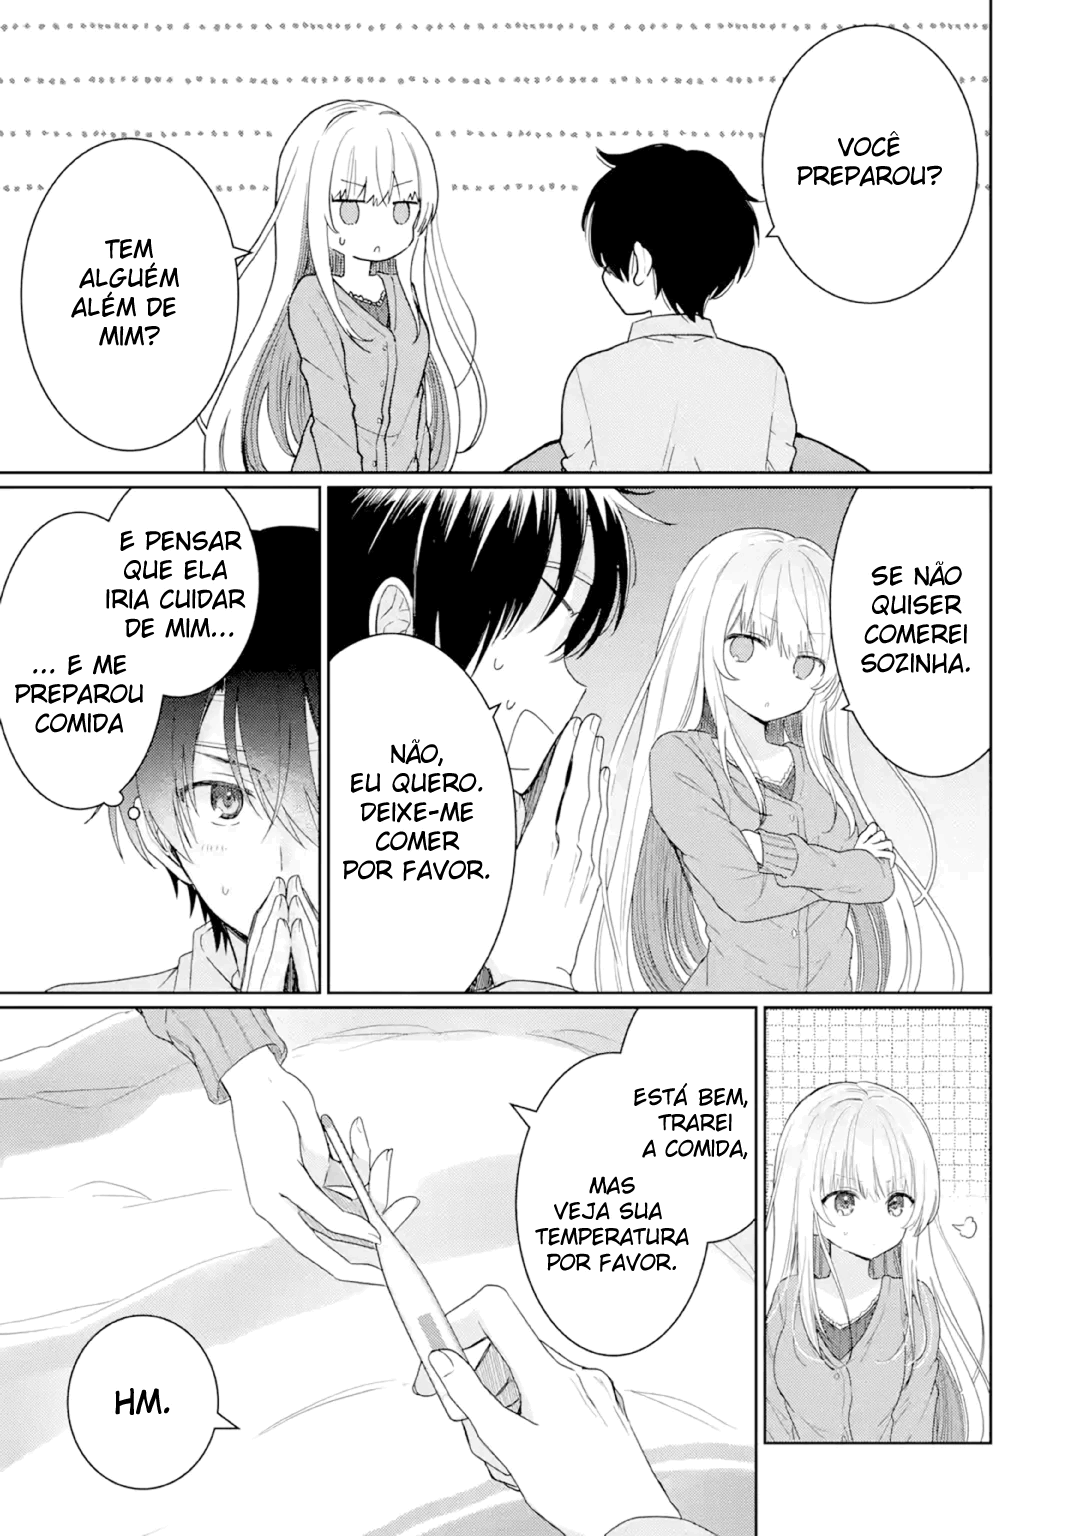 VOCÊ
PREPAROU?
TEM
ALGUÉM
ALÉM DE
MIM?
SE NÃO
QUISER
COMEREI
SOZINHA.
NÃO,
EU QUERO.
DEIXE-ME
COMER
POR FAVOR.
E PENSAR
QUE ELA
IRIA CUIDAR
DE MIM...
... E ME
PREPAROU
COMIDA
ESTÁ BEM,
TRAREI
A COMIDA,
MAS
VEJA SUA
TEMPERATURA
POR FAVOR.
HM.